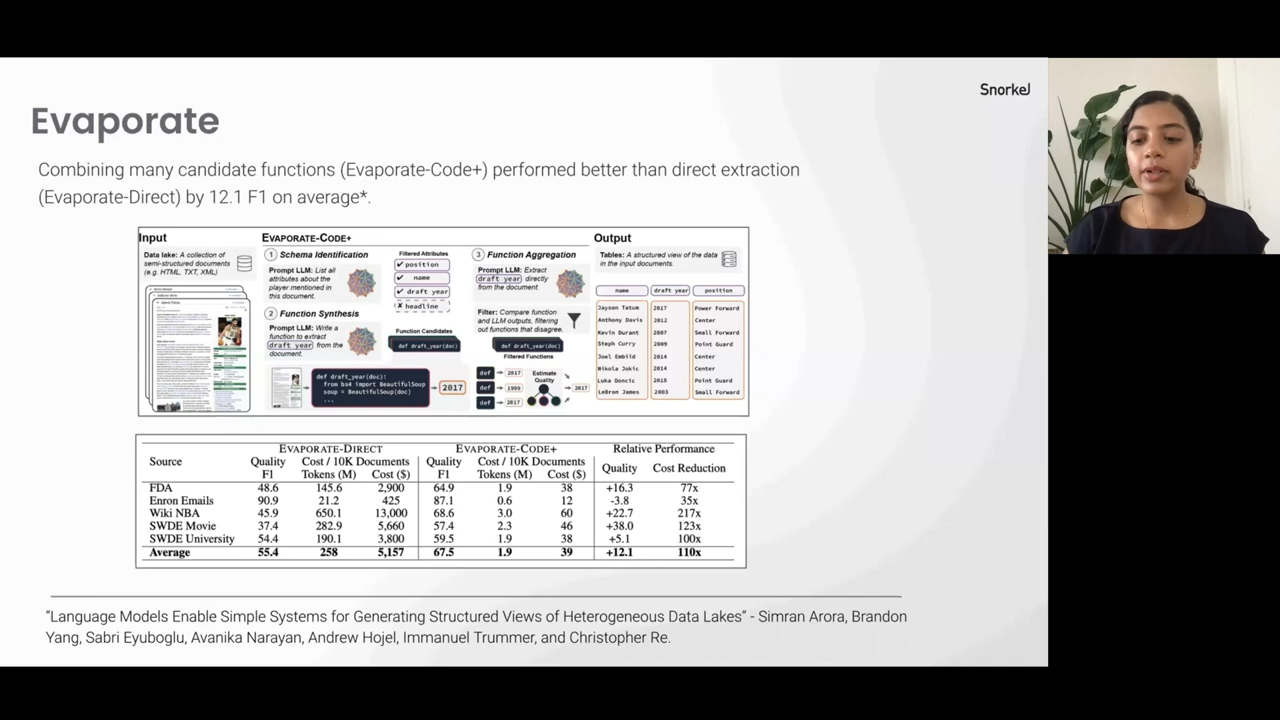 Snorkel
Evaporate
Combining many candidate functions (Evaporate-Code+) performed better than direct extraction
(Evaporate-Direct) by 12.1 F1 on average*.
Input
Data lake: A collection of
semi-structured documents
(e.g. HTML, TXT, XML)
EVAPORATE-CODE+
1 Schema Identification
Prompt LLM: List all
attributes about the
player mentioned in
this document.
Filtered Attributes
✔ position
✔ name
✔ draft year
✘ headline
2 Function Synthesis
Prompt LLM: Write a
function to extract
draft year from the
document.
Function Candidates
def draft_year(doc)
def draft_year(doc):
from bs4 import BeautifulSoup
soup = BeautifulSoup(doc)
...
2017
3 Function Aggregation
Prompt LLM: Extract
draft year directly
from the document.
Filter: Compare function
and LLM outputs, filtering
out functions that disagree.
def draft_year(doc)
Filtered Functions
def 2017
def 1999
def 2017
Estimate
Quality
2017
Output
Tables: A structured view of the data
in the input documents.
name draft year position
Jayson Tatum 2017 Power Forward
Anthony Davis 2012 Center
Kevin Durant 2007 Small Forward
Steph Curry 2009 Point Guard
Joel Embiid 2014 Center
Nikola Jokic 2014 Center
Luka Doncic 2018 Point Guard
LeBron James 2003 Small Forward
EVAPORATE-DIRECT EVAPORATE-CODE+ Relative Performance
Source Quality Cost / 10K Documents Quality Cost / 10K Documents Quality Cost Reduction
F1 Tokens (M) Cost ($) F1 Tokens (M) Cost ($)
FDA 48.6 145.6 2,900 64.9 1.9 38 +16.3 77x
Enron Emails 90.9 21.2 425 87.1 0.6 12 -3.8 35x
Wiki NBA 45.9 650.1 13,000 68.6 3.0 60 +22.7 217x
SWDE Movie 37.4 282.9 5,660 57.4 2.3 46 +38.0 123x
SWDE University 54.4 190.1 3,800 59.5 1.9 38 +5.1 100x
Average 55.4 258 5,157 67.5 1.9 39 +12.1 110x
“Language Models Enable Simple Systems for Generating Structured Views of Heterogeneous Data Lakes” - Simran Arora, Brandon
Yang, Sabri Eyuboglu, Avanika Narayan, Andrew Hojel, Immanuel Trummer, and Christopher Re.